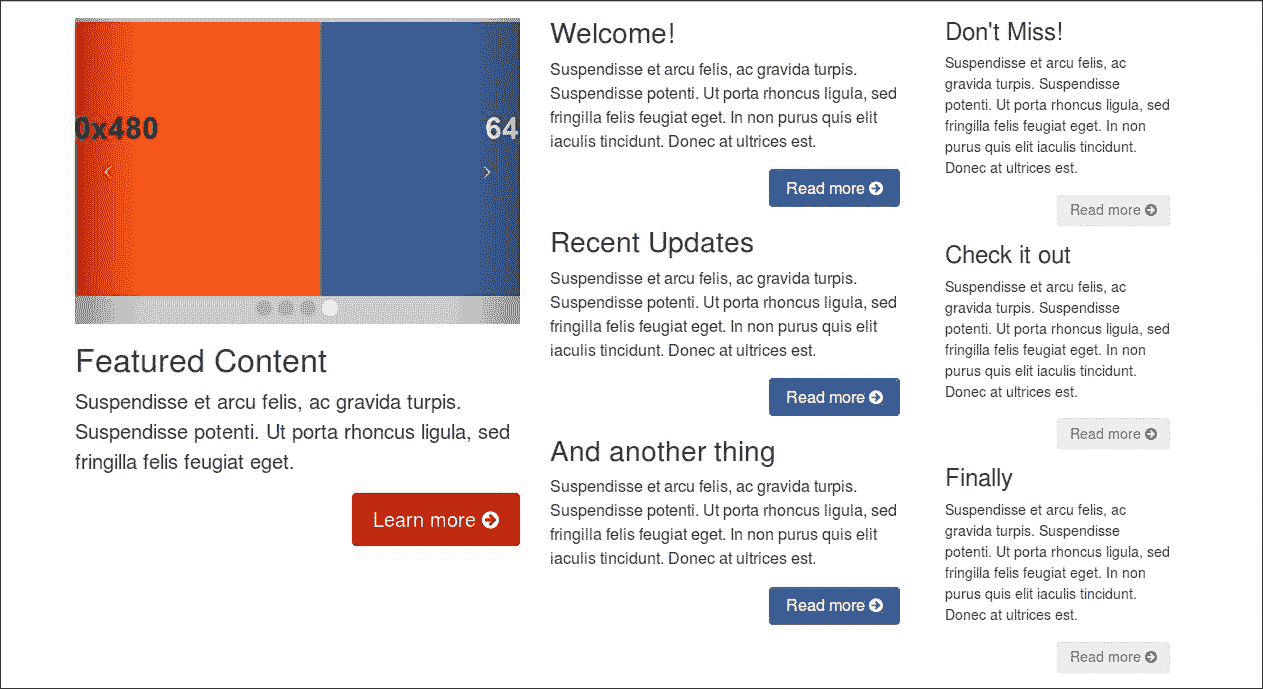 0x480
64
Featured Content
Suspendisse et arcu felis, ac gravida turpis.
Suspendisse potenti. Ut porta rhoncus ligula, sed
fringilla felis feugiat eget.
Learn more
Welcome!
Suspendisse et arcu felis, ac gravida turpis.
Suspendisse potenti. Ut porta rhoncus ligula, sed
fringilla felis feugiat eget. In non purus quis elit
iaculis tincidunt. Donec at ultrices est.
Read more
Recent Updates
Suspendisse et arcu felis, ac gravida turpis.
Suspendisse potenti. Ut porta rhoncus ligula, sed
fringilla felis feugiat eget. In non purus quis elit
iaculis tincidunt. Donec at ultrices est.
Read more
And another thing
Suspendisse et arcu felis, ac gravida turpis.
Suspendisse potenti. Ut porta rhoncus ligula, sed
fringilla felis feugiat eget. In non purus quis elit
iaculis tincidunt. Donec at ultrices est.
Read more
Don't Miss!
Suspendisse et arcu felis, ac
gravida turpis. Suspendisse
potenti. Ut porta rhoncus ligula, sed
fringilla felis feugiat eget. In non
purus quis elit iaculis tincidunt.
Donec at ultrices est.
Read more
Check it out
Suspendisse et arcu felis, ac
gravida turpis. Suspendisse
potenti. Ut porta rhoncus ligula, sed
fringilla felis feugiat eget. In non
purus quis elit iaculis tincidunt.
Donec at ultrices est.
Read more
Finally
Suspendisse et arcu felis, ac
gravida turpis. Suspendisse
potenti. Ut porta rhoncus ligula, sed
fringilla felis feugiat eget. In non
purus quis elit iaculis tincidunt.
Donec at ultrices est.
Read more